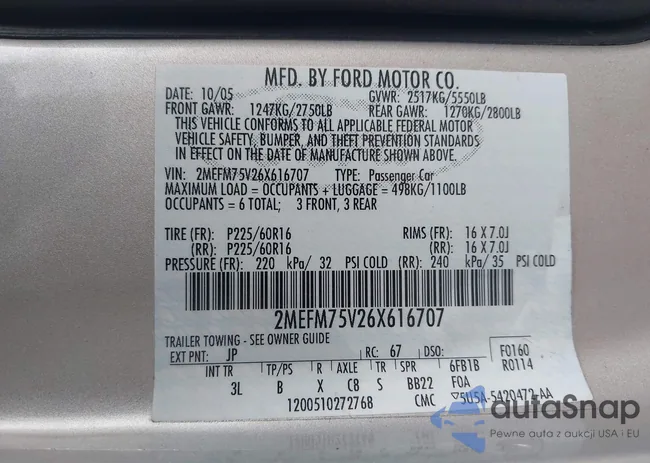 MFD. BY FORD MOTOR CO.
DATE: 10/05 GVWR: 2517KG/5550LB
FRONT GAWR: 1247KG/2750LB REAR GAWR: 1270KG/2800LB
THIS VEHICLE CONFORMS TO ALL APPLICABLE FEDERAL MOTOR
VEHICLE SAFETY, BUMPER, AND THEFT PREVENTION STANDARDS
IN EFFECT ON THE DATE OF MANUFACTURE SHOWN ABOVE.
VIN: 2MEFM75V26X616707 TYPE: Passenger Car
MAXIMUM LOAD = OCCUPANTS + LUGGAGE = 498KG/1100LB
OCCUPANTS = 6 TOTAL; 3 FRONT, 3 REAR
TIRE (FR): P225/60R16 RIMS (FR): 16 X 7.0J
(RR): P225/60R16 (RR): 16 X 7.0J
PRESSURE (FR): 220 kPa/ 32 PSI COLD (RR): 240 kPa/ 35 PSI COLD
2MEFM75V26X616707
TRAILER TOWING - SEE OWNER GUIDE
EXT PNT: JP RC: 67 DSO: F0160
R0114
INT TR TP/PS R AXLE TR SPR 6FB1B
3L B X C8 S BB22 FOA
1200510272768 CMC 5U5A-5420472-AA
autaSnap
Pewne auta z aukcji USA i EU